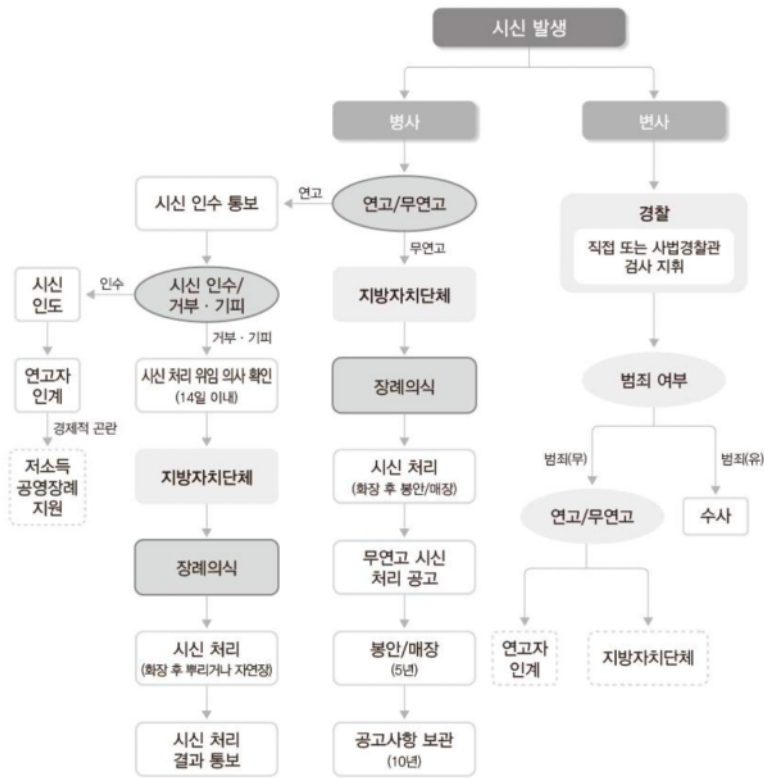 시신 발생
병사
변사
시신 인수 통보
연고
연고/무연고
무연고
경찰
직접 또는 사법경찰관
검사 지휘
시신
인도
인수
시신 인수/
거부 · 기피
거부 · 기피
지방자치단체
연고자
인계
경제적 곤란
시신 처리 위임 의사 확인
(14일 이내)
장례의식
범죄 여부
저소득
공영장례
지원
지방자치단체
시신 처리
(화장 후 봉안/매장)
범죄(무)
범죄(유)
연고/무연고
수사
장례의식
무연고 시신
처리 공고
시신 처리
(화장 후 뿌리거나 자연장)
봉안/매장
(5년)
연고자
인계
지방자치단체
시신 처리
결과 통보
공고사항 보관
(10년)